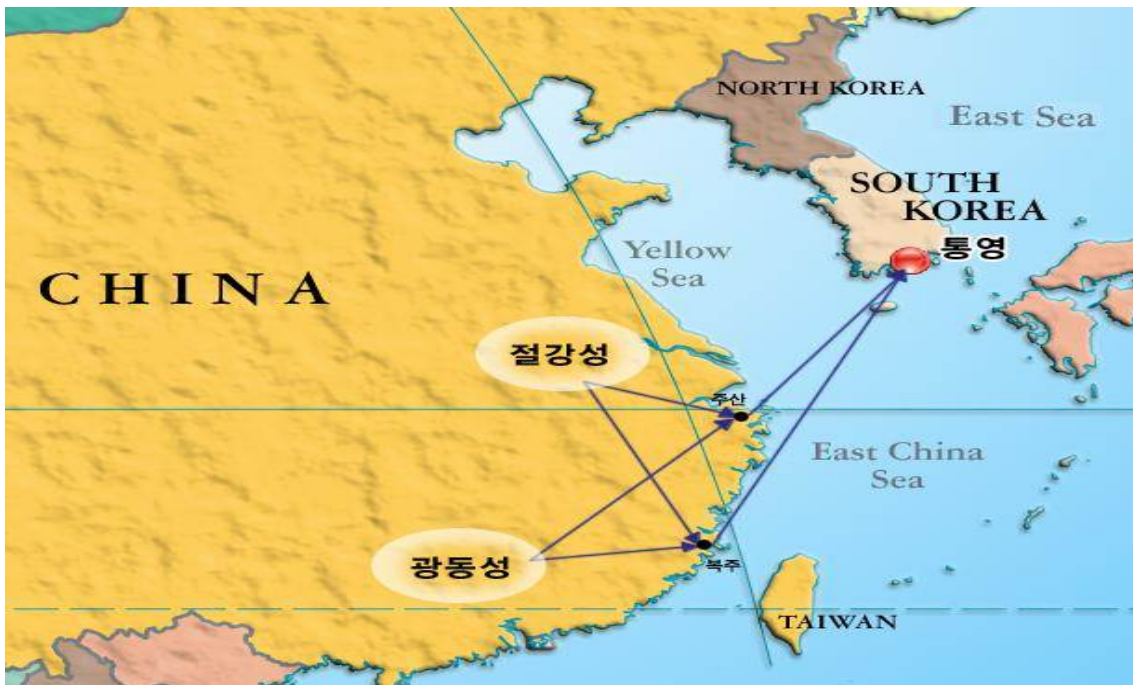 NORTH KOREA
East Sea
SOUTH
KOREA
통영
Yellow
Sea
CHINA
절강성
주산
East China
Sea
광동성
복주
TAIWAN